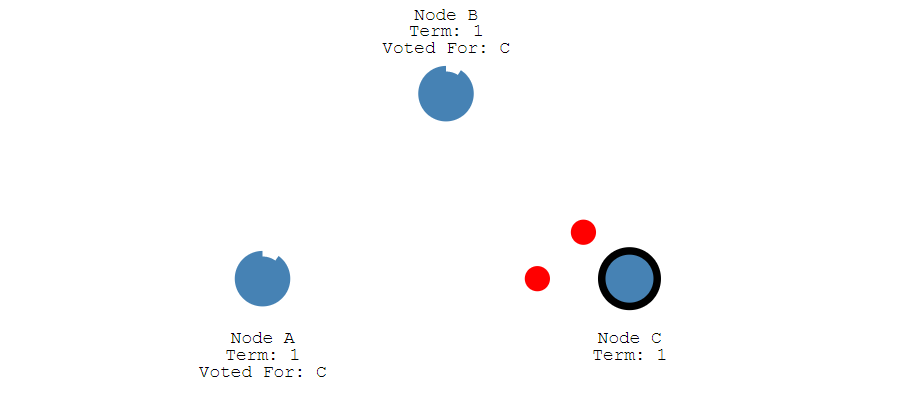 Node B
Term: 1
Voted For: C
Node A
Term: 1
Voted For: C
Node C
Term: 1